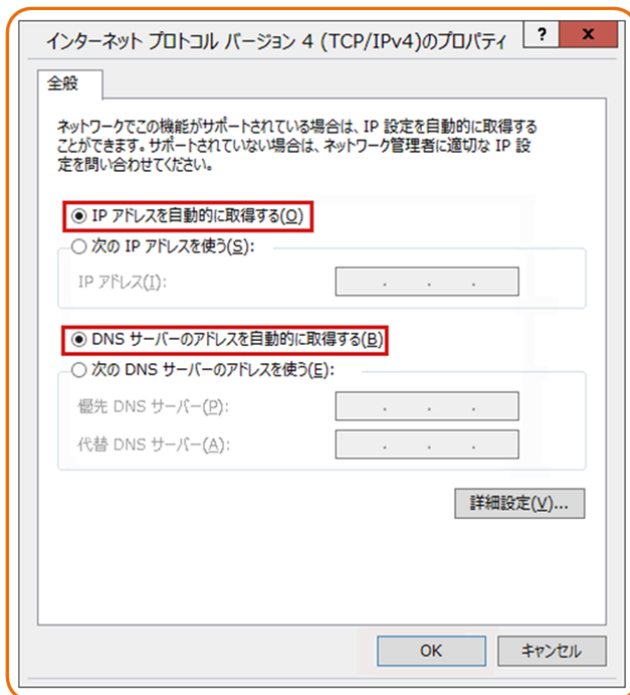 インターネット プロトコル バージョン 4 (TCP/IPv4)のプロパティ
? x
全般
ネットワークでこの機能がサポートされている場合は、IP 設定を自動的に取得する
ことができます。サポートされていない場合は、ネットワーク管理者に適切な IP 設
定を問い合わせてください。
IP アドレスを自動的に取得する(O)
次の IP アドレスを使う(S):
IP アドレス(I):
DNS サーバーのアドレスを自動的に取得する(B)
次の DNS サーバーのアドレスを使う(E):
優先 DNS サーバー(P):
代替 DNS サーバー(A):
詳細設定(V)...
OK キャンセル